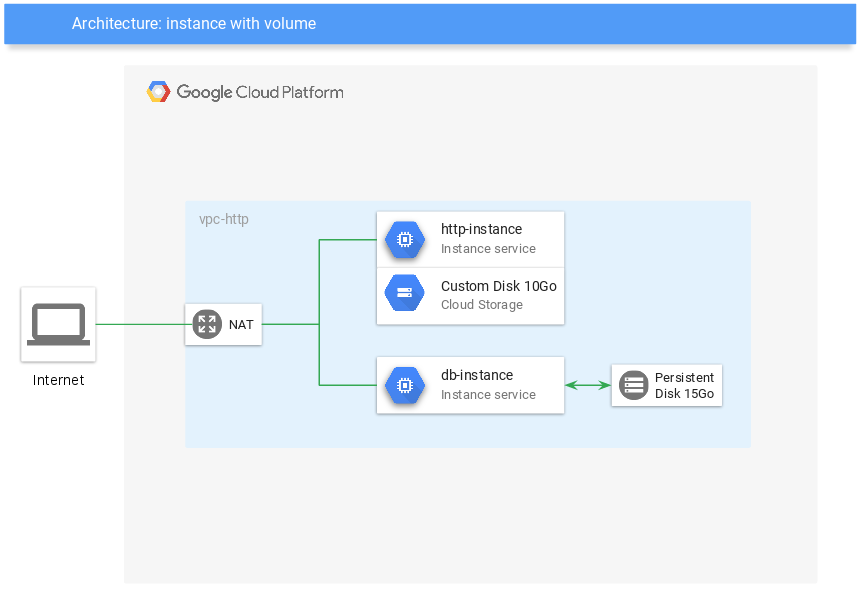 Architecture: instance with volume
Google Cloud Platform
vpc-http
http-instance
Instance service
Custom Disk 10Go
Cloud Storage
NAT
Internet
db-instance
Instance service
Persistent
Disk 15Go